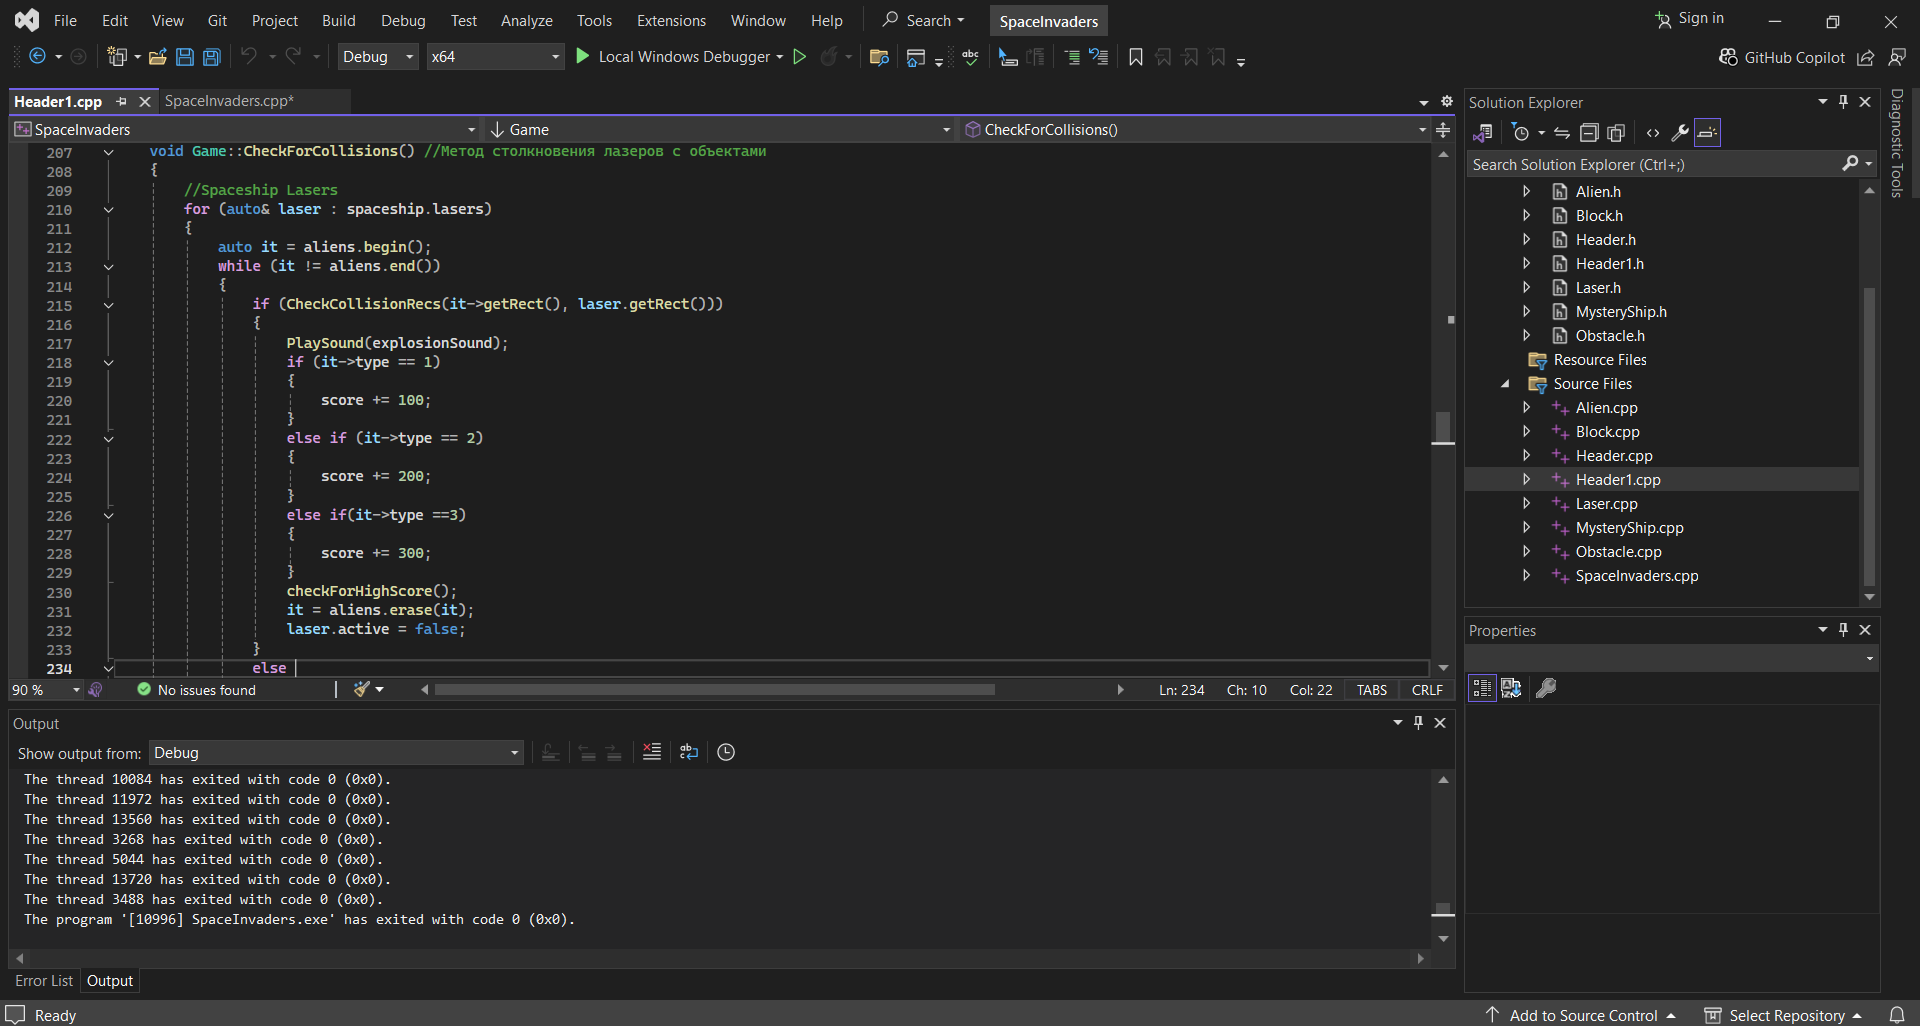 File Edit View Git Project Build Debug Test Analyze Tools Extensions Window Help Search SpaceInvaders Sign in
Debug x64 Local Windows Debugger GitHub Copilot
Header1.cpp SpaceInvaders.cpp*
SpaceInvaders Game CheckForCollisions()
207 void Game::CheckForCollisions() //Метод столкновения лазеров с объектами
208 {
209 //Spaceship Lasers
210 for (auto& laser : spaceship.lasers)
211 {
212 auto it = aliens.begin();
213 while (it != aliens.end())
214 {
215 if (CheckCollisionRecs(it->getRect(), laser.getRect()))
216 {
217 PlaySound(explosionSound);
218 if (it->type == 1)
219 {
220 score += 100;
221 }
222 else if (it->type == 2)
223 {
224 score += 200;
225 }
226 else if(it->type ==3)
227 {
228 score += 300;
229 }
230 checkForHighScore();
231 it = aliens.erase(it);
232 laser.active = false;
233 }
234 else
90 % No issues found Ln: 234 Ch: 10 Col: 22 TABS CRLF
Output
Show output from: Debug
The thread 10084 has exited with code 0 (0x0).
The thread 11972 has exited with code 0 (0x0).
The thread 13560 has exited with code 0 (0x0).
The thread 3268 has exited with code 0 (0x0).
The thread 5044 has exited with code 0 (0x0).
The thread 13720 has exited with code 0 (0x0).
The thread 3488 has exited with code 0 (0x0).
The program '[10996] SpaceInvaders.exe' has exited with code 0 (0x0).
Error List Output
Solution Explorer
Search Solution Explorer (Ctrl+;)
Alien.h
Block.h
Header.h
Header1.h
Laser.h
MysteryShip.h
Obstacle.h
Resource Files
Source Files
Alien.cpp
Block.cpp
Header.cpp
Header1.cpp
Laser.cpp
MysteryShip.cpp
Obstacle.cpp
SpaceInvaders.cpp
Properties
Diagnostic Tools
Ready Add to Source Control Select Repository